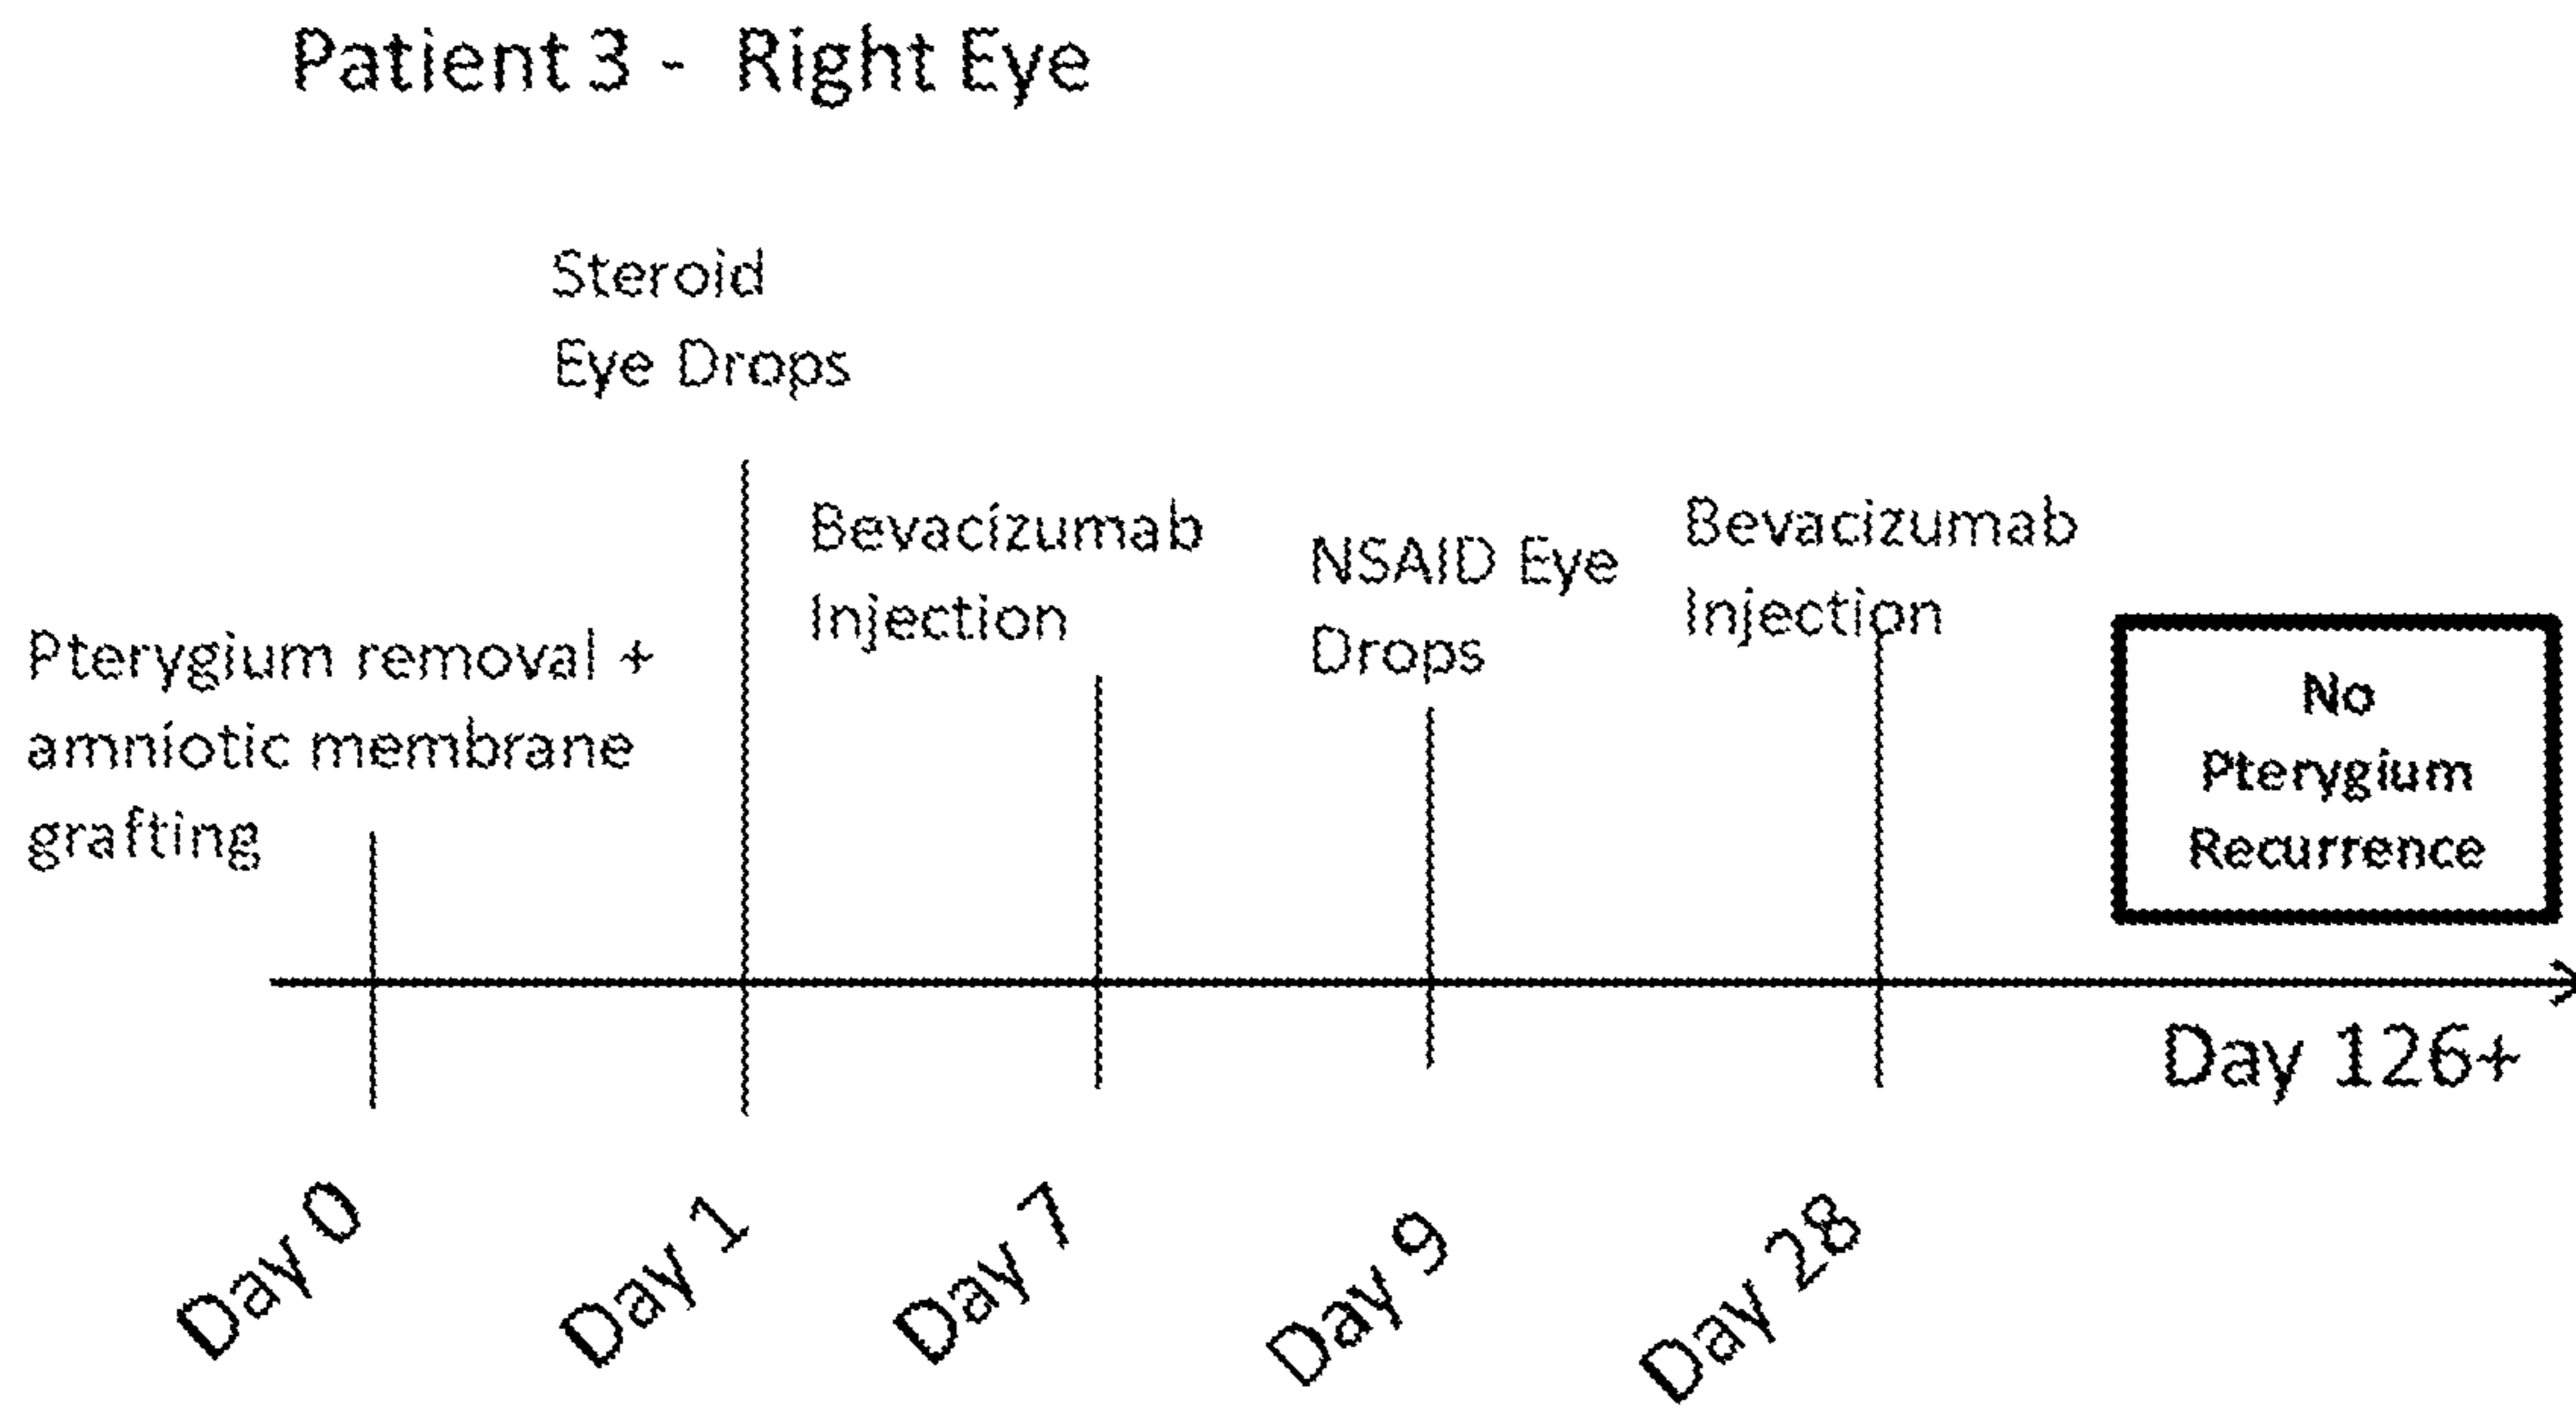 Patient 3 - Right Eye
Steroid
Eye Drops
Bevacizumab
Injection
NSAID Eye
Drops
Bevacizumab
Injection
Pterygium removal +
amniotic membrane
grafting
No
Pterygium
Recurrence
Day 126+
Day 0
Day 1
Day 7
Day 9
Day 28